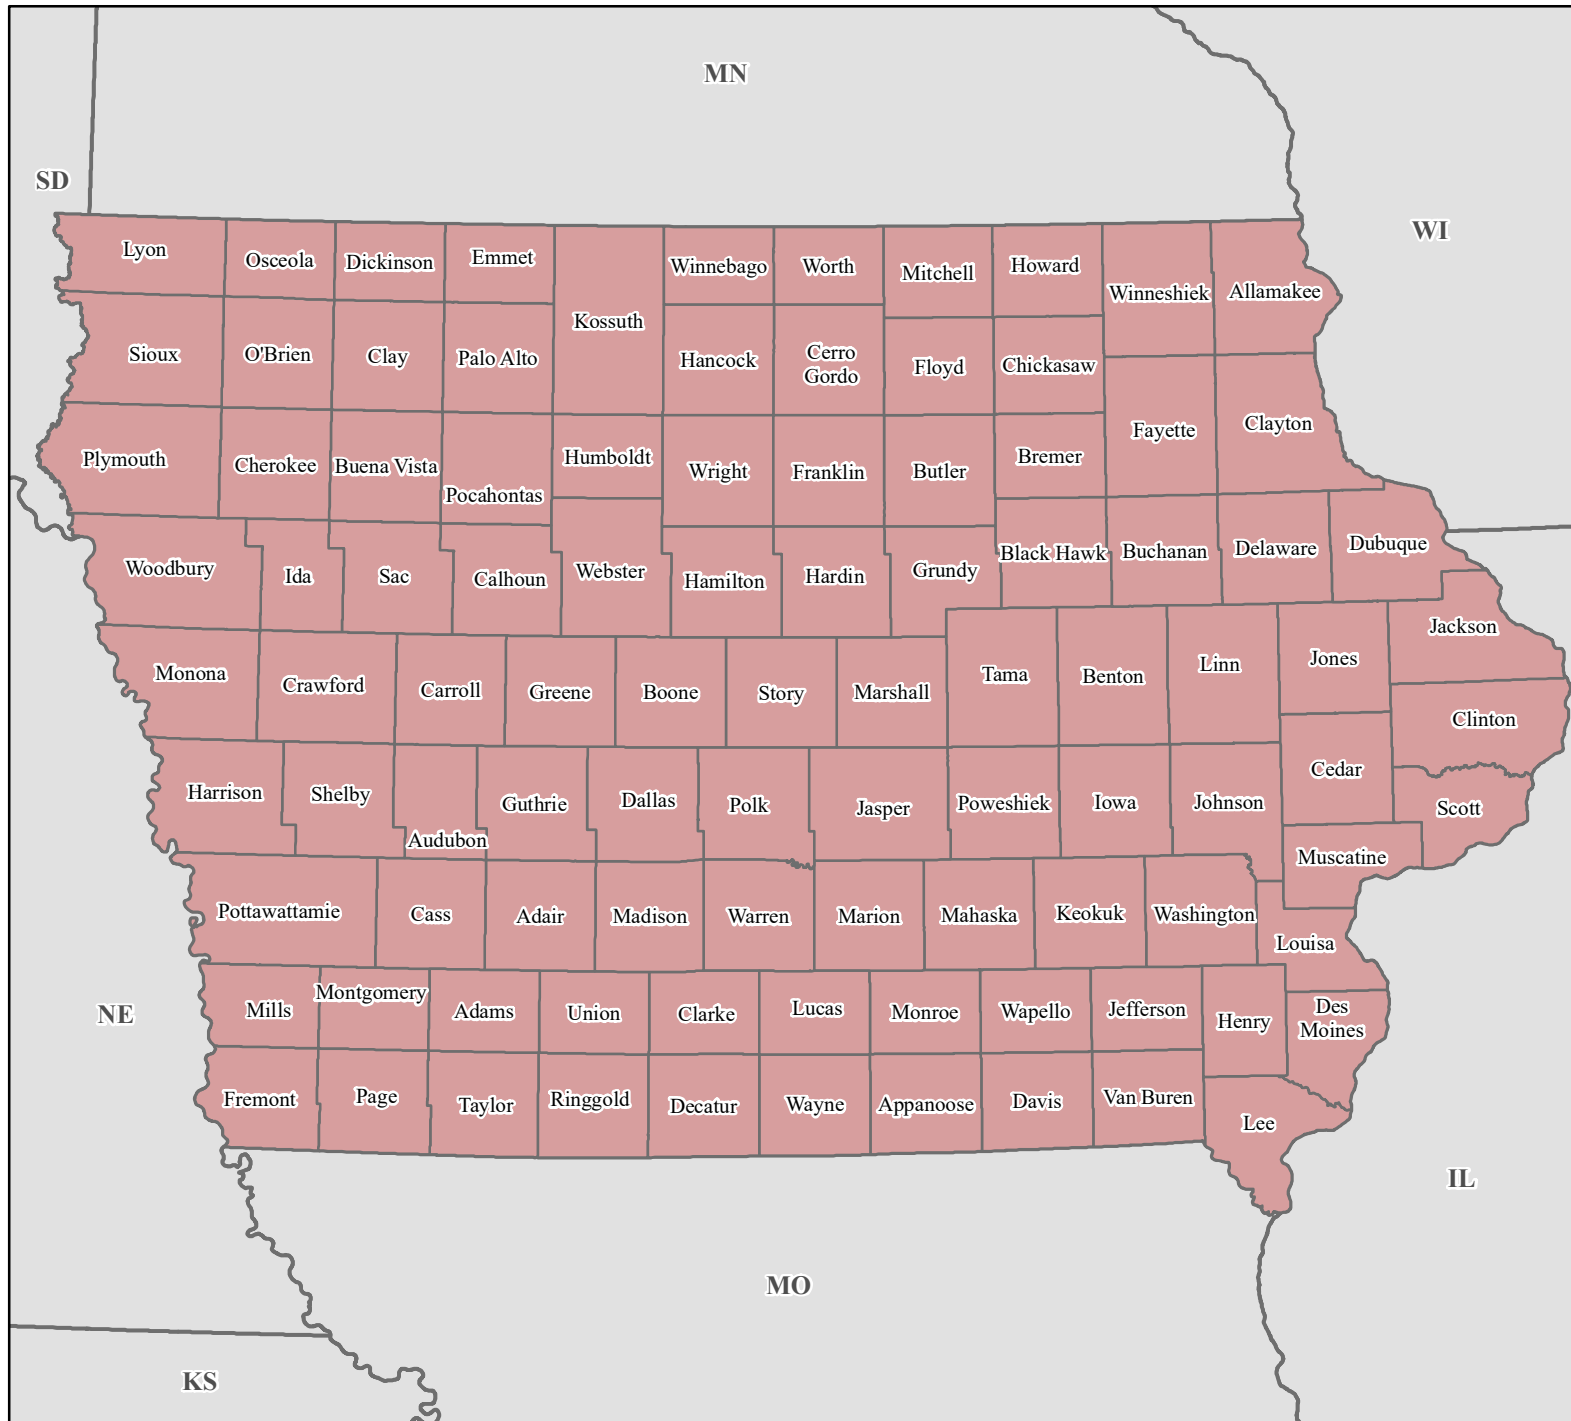 MN
SD
WI
Lyon
Osceola
Dickinson
Emmet
Winnebago
Worth
Mitchell
Howard
Winneshiek
Allamakee
Kossuth
Sioux
O'Brien
Clay
Palo Alto
Hancock
Cerro
Gordo
Floyd
Chickasaw
Fayette
Clayton
Plymouth
Cherokee
Buena Vista
Pocahontas
Humboldt
Wright
Franklin
Butler
Bremer
Woodbury
Ida
Sac
Calhoun
Webster
Hamilton
Hardin
Grundy
Black Hawk
Buchanan
Delaware
Dubuque
Jackson
Monona
Crawford
Carroll
Greene
Boone
Story
Marshall
Tama
Benton
Linn
Jones
Clinton
Harrison
Shelby
Audubon
Guthrie
Dallas
Polk
Jasper
Poweshiek
Iowa
Johnson
Cedar
Scott
Muscatine
Pottawattamie
Cass
Adair
Madison
Warren
Marion
Mahaska
Keokuk
Washington
Louisa
NE
Mills
Montgomery
Adams
Union
Clarke
Lucas
Monroe
Wapello
Jefferson
Henry
Des
Moines
Fremont
Page
Taylor
Ringgold
Decatur
Wayne
Appanoose
Davis
Van Buren
Lee
IL
MO
KS